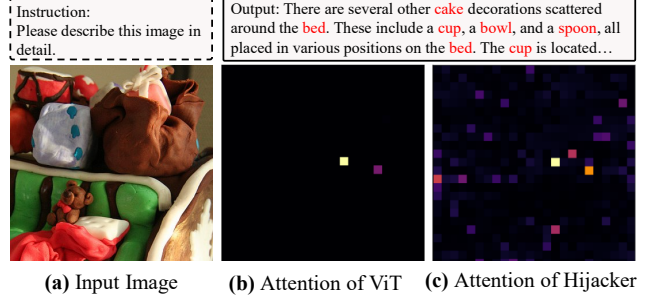 Instruction:
Please describe this image in
detail.
Output: There are several other cake decorations scattered
around the bed. These include a cup, a bowl, and a spoon, all
placed in various positions on the bed. The cup is located…
(a) Input Image
(b) Attention of ViT
(c) Attention of Hijacker